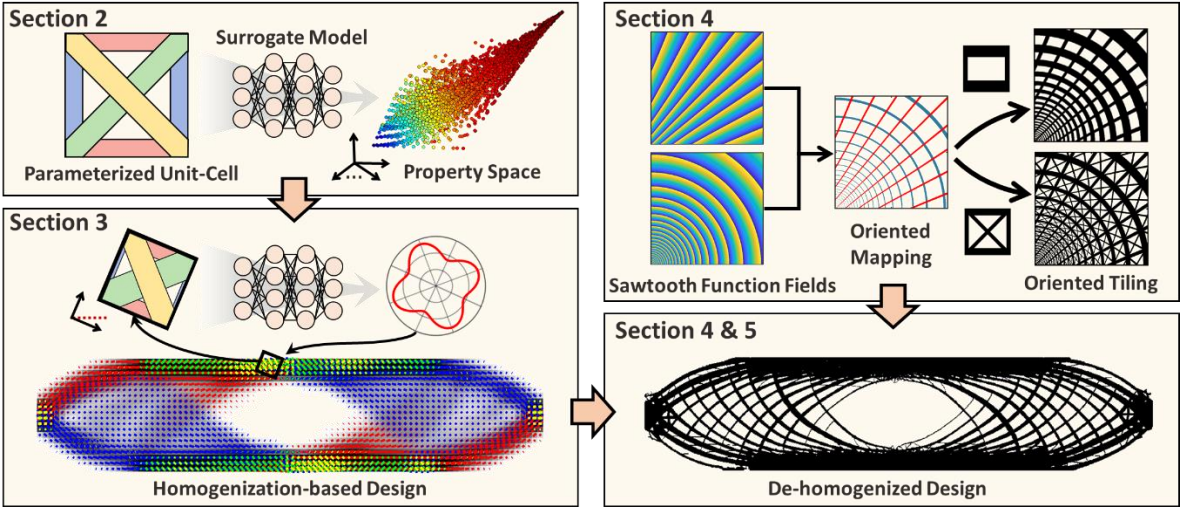 Section 2
Surrogate Model
Parameterized Unit-Cell
Property Space
Section 3
Homogenization-based Design
Section 4
Sawtooth Function Fields
Oriented
Mapping
Oriented Tiling
Section 4 & 5
De-homogenized Design